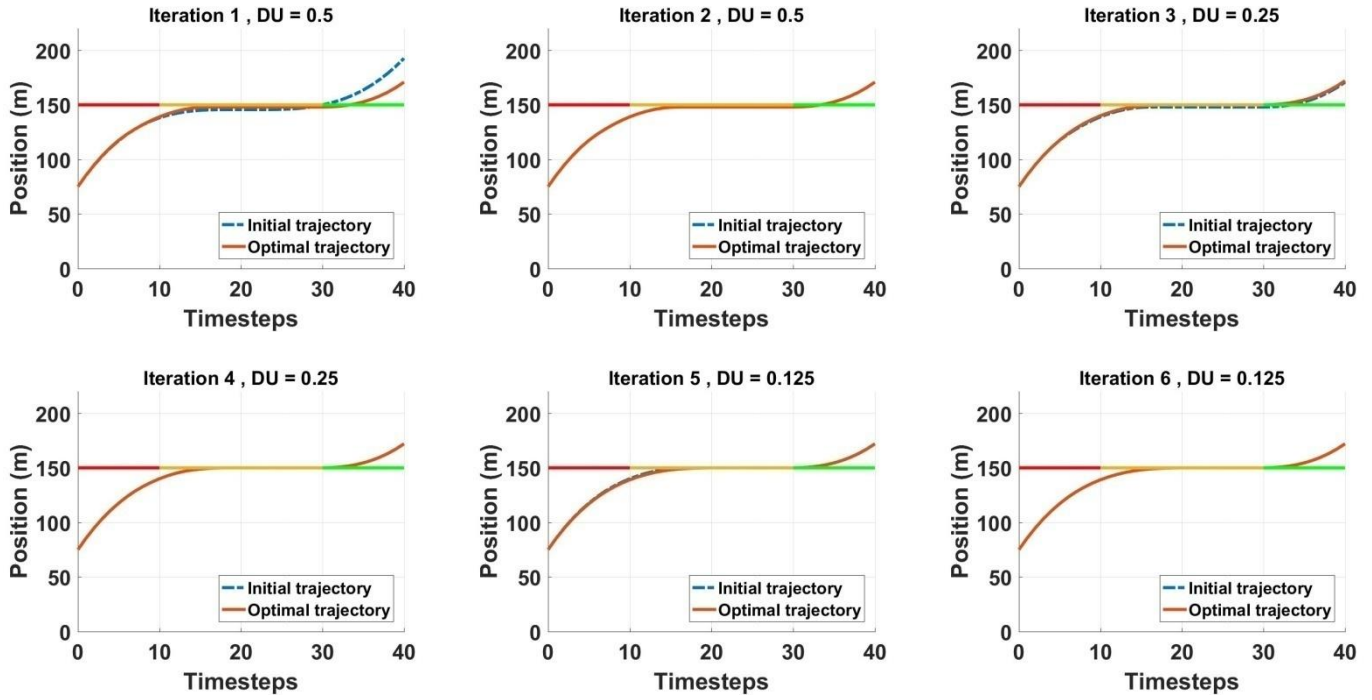 Iteration 1 , DU = 0.5
Position (m)
200
150
100
50
0
Initial trajectory
Optimal trajectory
0 10 20 30 40
Timesteps
Iteration 2 , DU = 0.5
Position (m)
200
150
100
50
0
Initial trajectory
Optimal trajectory
0 10 20 30 40
Timesteps
Iteration 3 , DU = 0.25
Position (m)
200
150
100
50
0
Initial trajectory
Optimal trajectory
0 10 20 30 40
Timesteps
Iteration 4 , DU = 0.25
Position (m)
200
150
100
50
0
Initial trajectory
Optimal trajectory
0 10 20 30 40
Timesteps
Iteration 5 , DU = 0.125
Position (m)
200
150
100
50
0
Initial trajectory
Optimal trajectory
0 10 20 30 40
Timesteps
Iteration 6 , DU = 0.125
Position (m)
200
150
100
50
0
Initial trajectory
Optimal trajectory
0 10 20 30 40
Timesteps